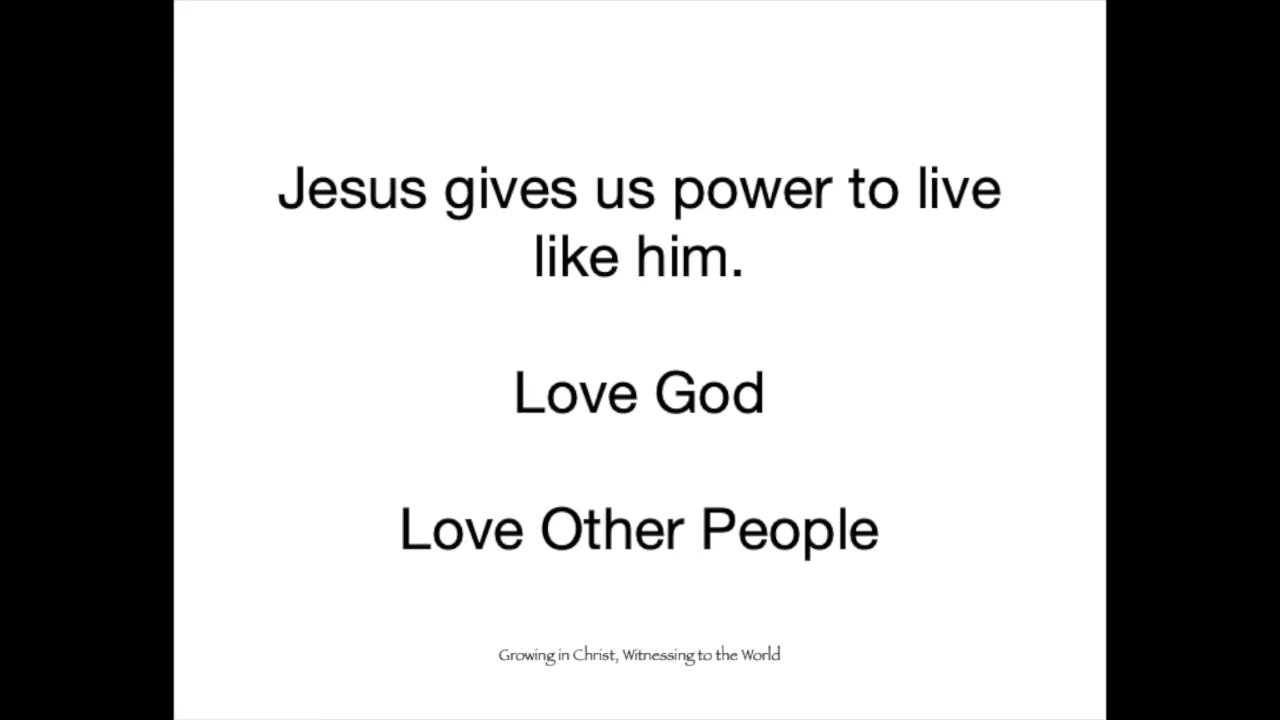 Jesus gives us power to live
like him.
Love God
Love Other People
Growing in Christ, Witnessing to the World